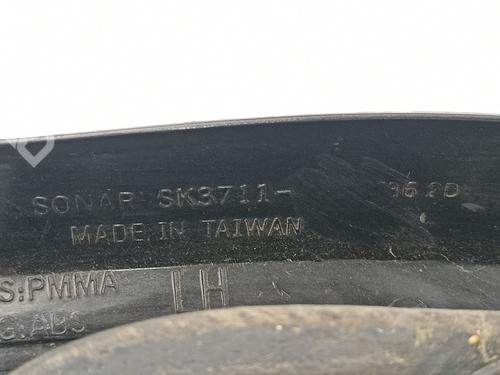 SONAR SK3711- 96 2D
MADE IN TAIWAN
S:PMMA LH
G:ABS